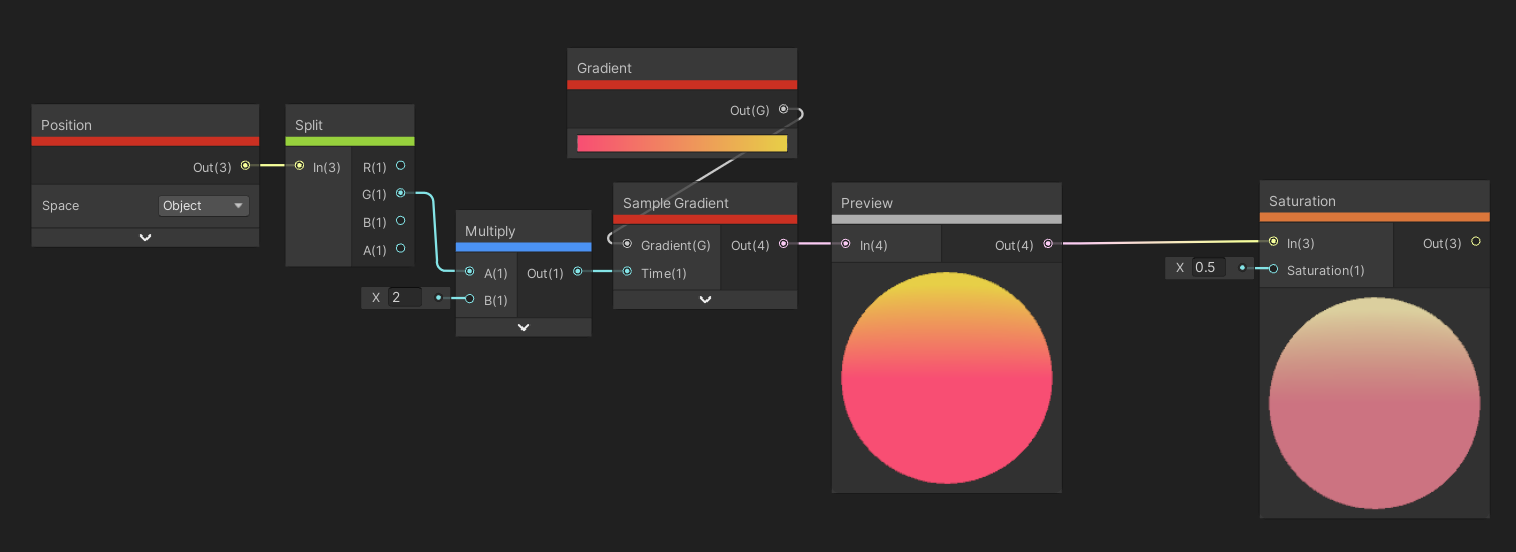 Gradient
Out(G)
Position
Out(3)
Space
Object
Split
In(3)
R(1)
G(1)
B(1)
A(1)
Multiply
A(1)
Out(1)
B(1)
X 2
Sample Gradient
Gradient(G)
Out(4)
Time(1)
Preview
In(4)
Out(4)
Saturation
In(3)
Out(3)
X 0.5
Saturation(1)